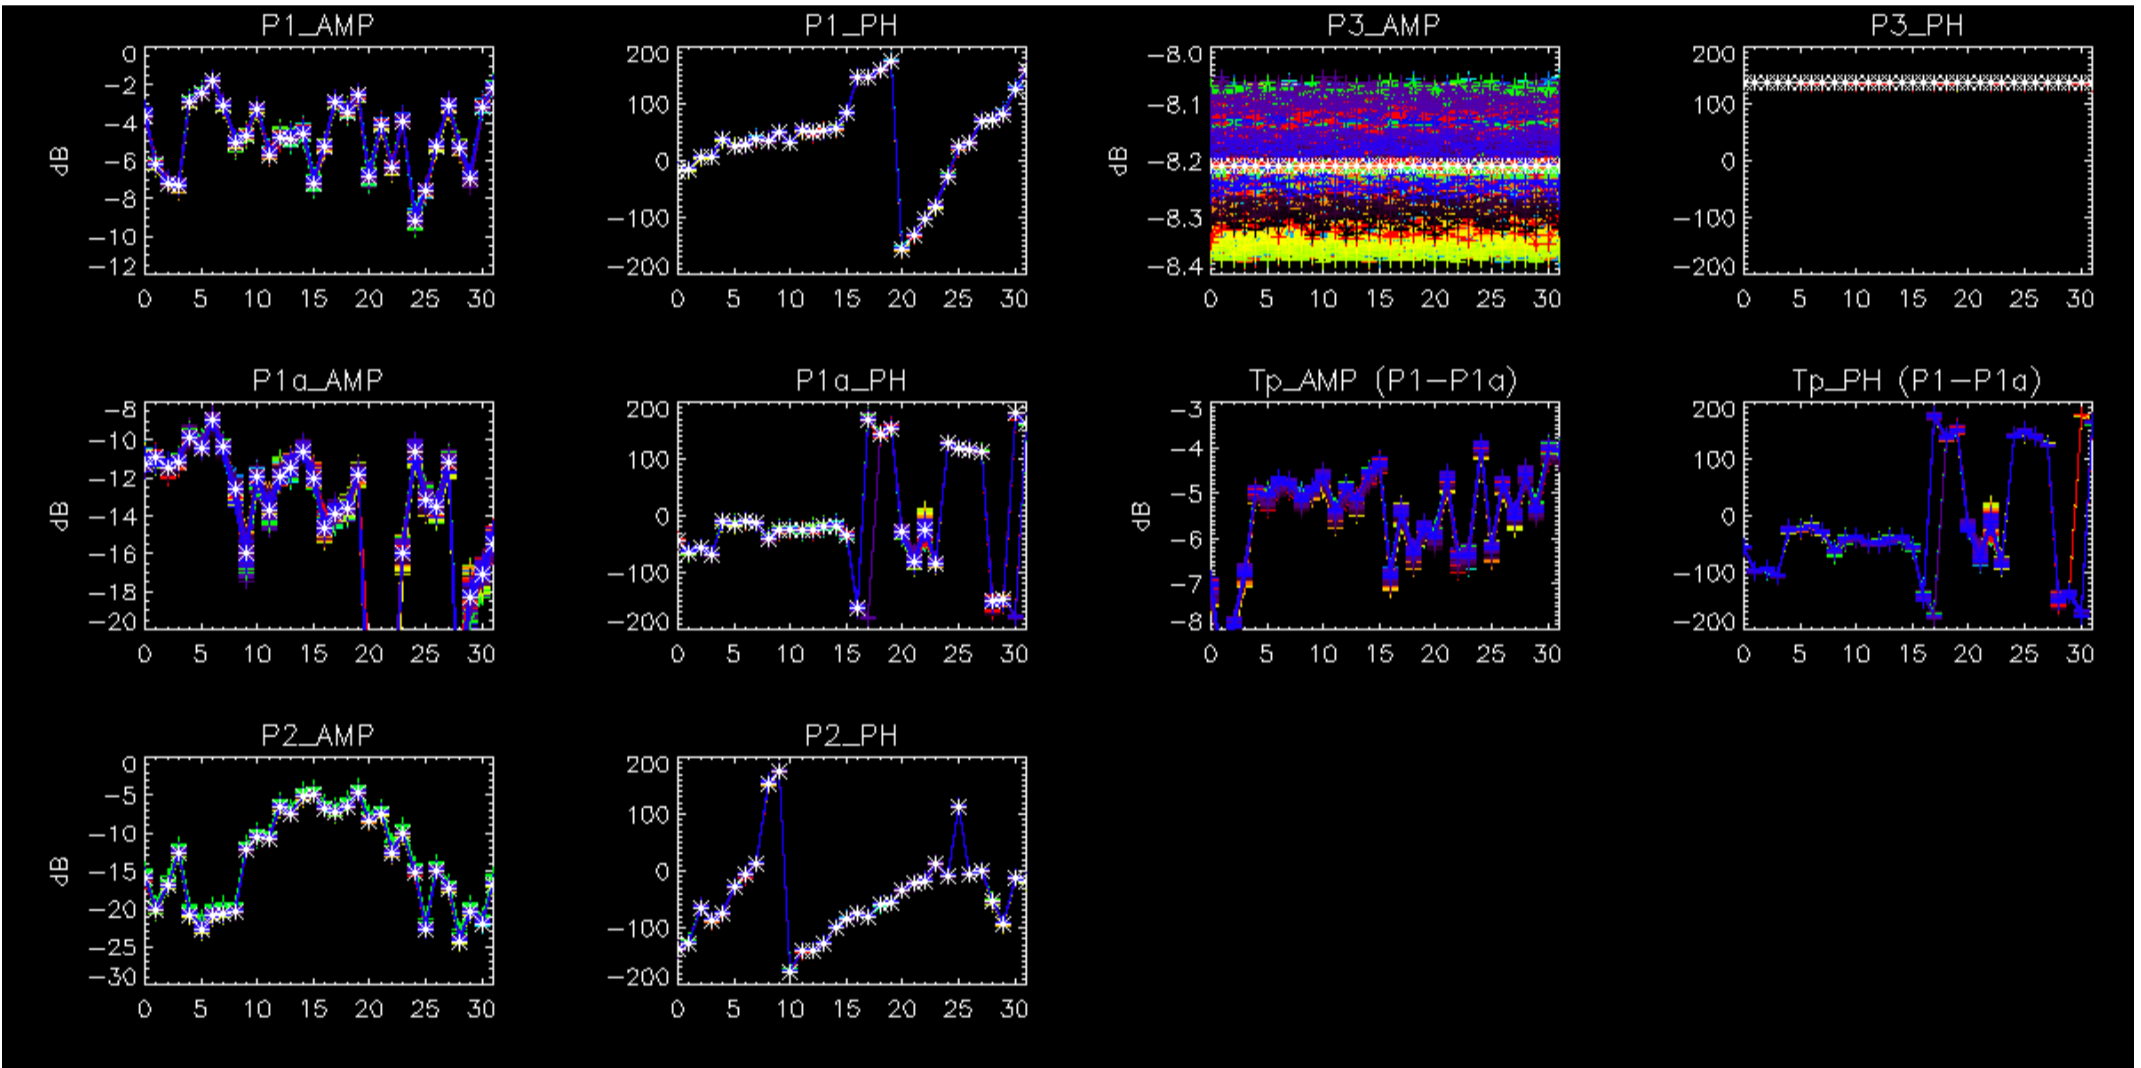 P1_AMP
P1_PH
P3_AMP
P3_PH
dB
0
−2
−4
−6
−8
−10
−12
0 5 10 15 20 25 30
200
100
0
−100
−200
0 5 10 15 20 25 30
dB
−8.0
−8.1
−8.2
−8.3
−8.4
0 5 10 15 20 25 30
200
100
0
−100
−200
0 5 10 15 20 25 30
P1a_AMP
P1a_PH
Tp_AMP (P1−P1a)
Tp_PH (P1−P1a)
dB
−8
−10
−12
−14
−16
−18
−20
0 5 10 15 20 25 30
200
100
0
−100
−200
0 5 10 15 20 25 30
dB
−3
−4
−5
−6
−7
−8
0 5 10 15 20 25 30
200
100
0
−100
−200
0 5 10 15 20 25 30
P2_AMP
P2_PH
dB
0
−5
−10
−15
−20
−25
−30
0 5 10 15 20 25 30
200
100
0
−100
−200
0 5 10 15 20 25 30